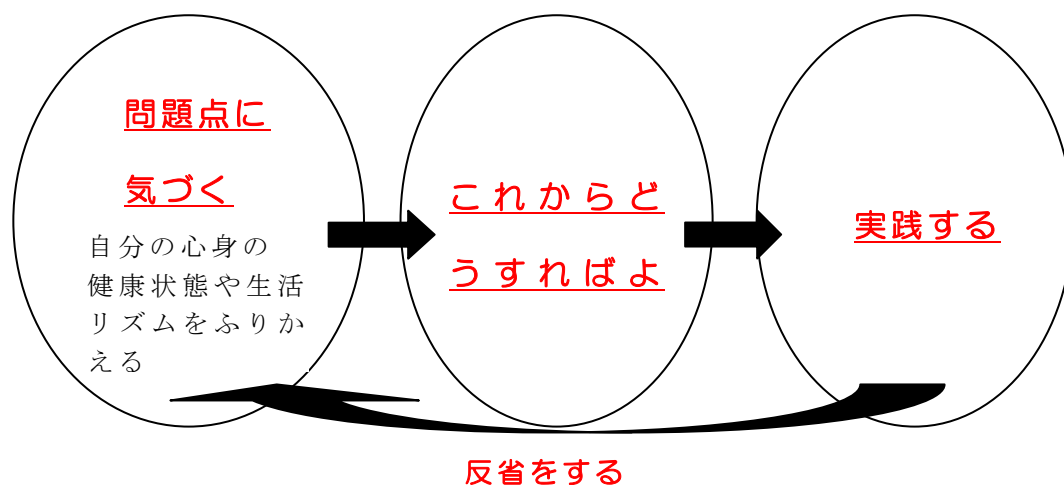 問題点に
気づく
自分の心身の
健康状態や生活
リズムをふりか
える
これからど
うすればよ
実践する
反省をする